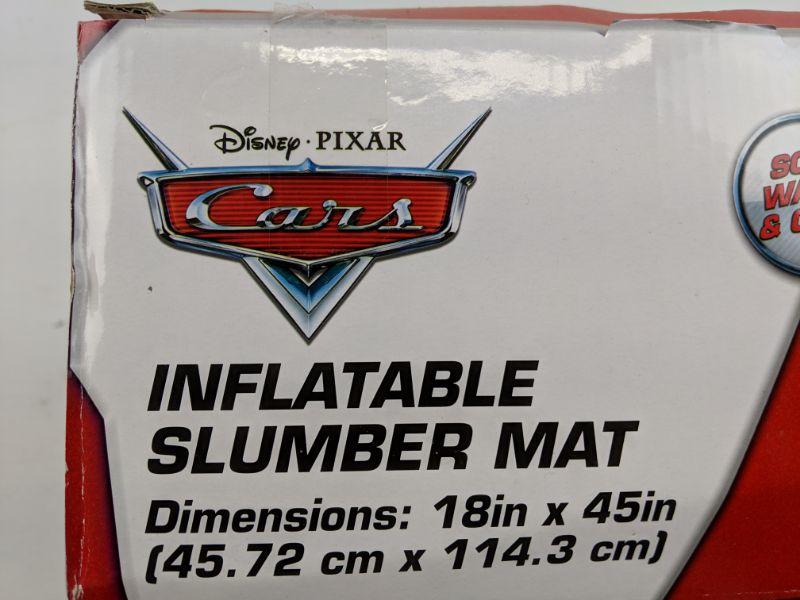 Disney · PIXAR
Cars
INFLATABLE
SLUMBER MAT
Dimensions: 18in x 45in
(45.72 cm x 114.3 cm)
&